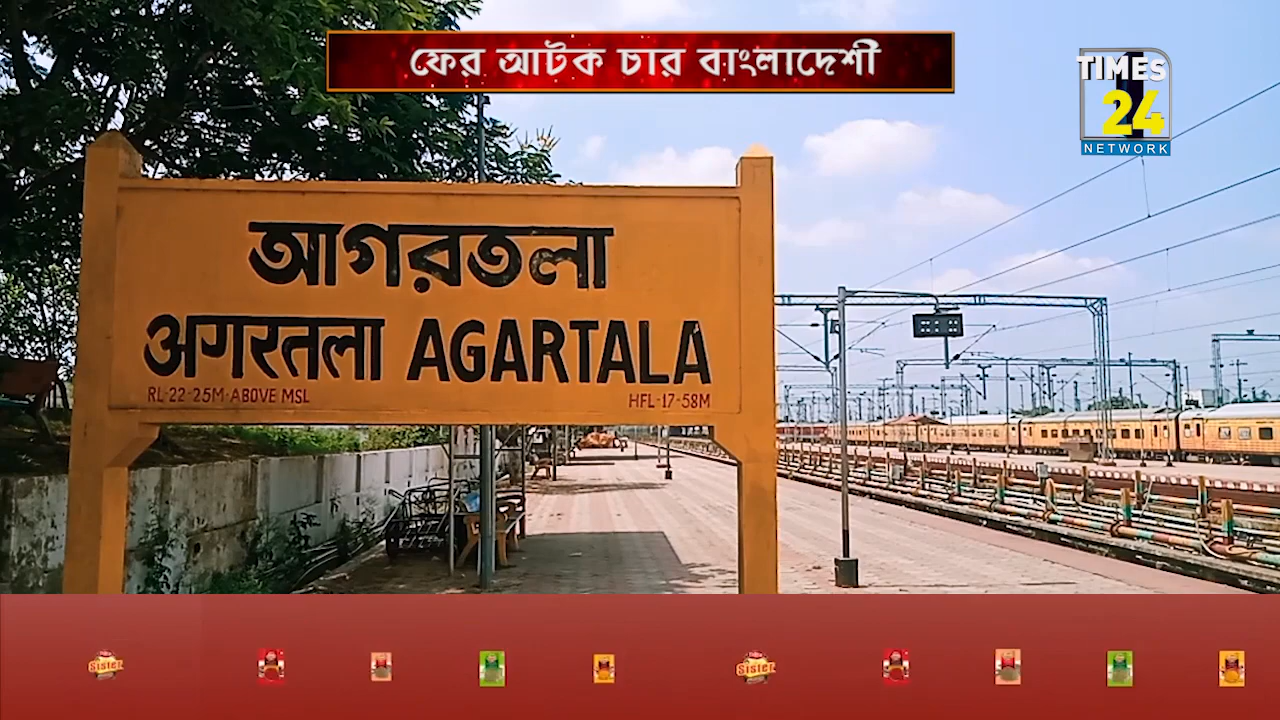 ফের আটক চার বাংলাদেশী
TIMES
24
NETWORK
আগরতলা
अगरतला AGARTALA
RL-22-25M-ABOVE MSL HFL-17-58M
Sister
Sister